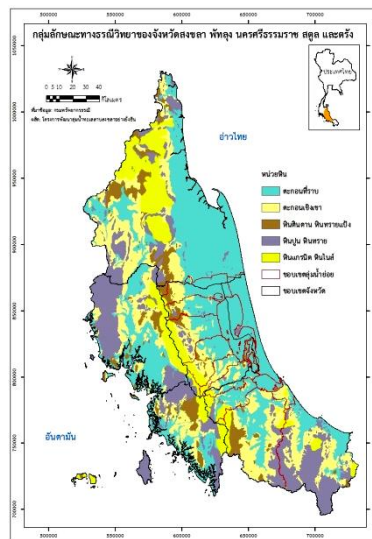 กลุ่มลักษณะทางธรณีวิทยาของจังหวัดสงขลา พัทลุง นครศรีธรรมราช สตูล และตรัง
ประเทศไทย
กิโลเมตร
อ่าวไทย
หน่วยหิน
ตะกอนที่ราบ
ตะกอนเชิงเขา
หินดินดาน หินทรายแป้ง
หินปูน หินทราย
หินแกรนิต หินไนส์
ขอบเขตลุ่มน้ำย่อย
ขอบเขตจังหวัด
อันดามัน
500000 550000 600000 650000 700000